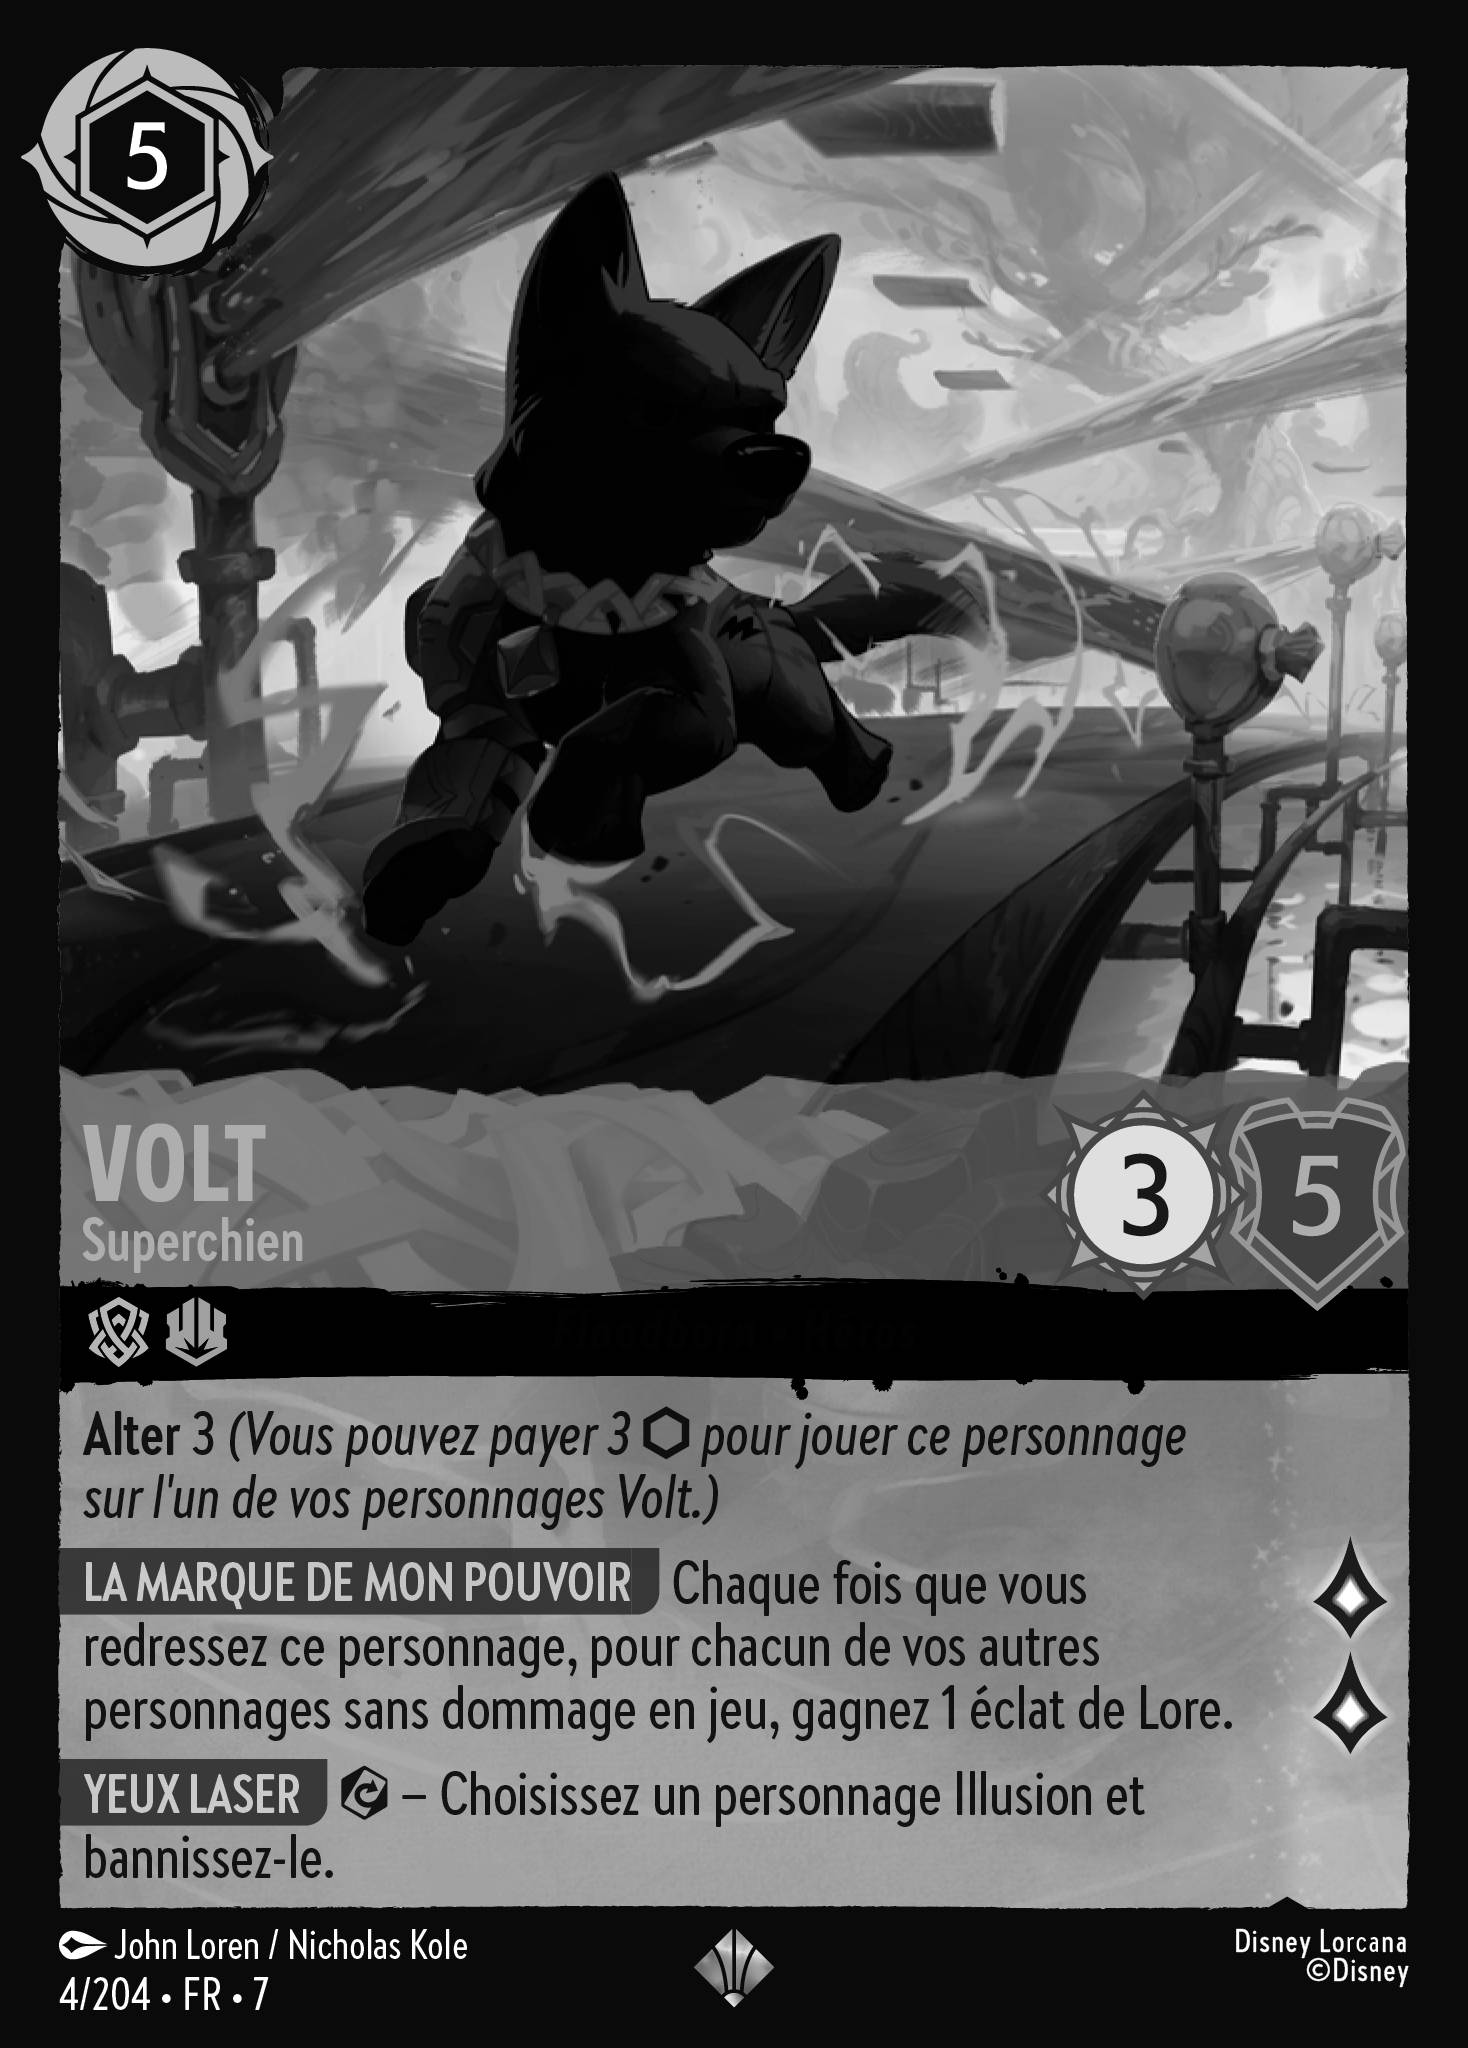 5
VOLT
Superchien
3
5
Floodborn • Héros
Alter 3 (Vous pouvez payer 3 ⬡ pour jouer ce personnage
sur l'un de vos personnages Volt.)
LA MARQUE DE MON POUVOIR Chaque fois que vous
redressez ce personnage, pour chacun de vos autres
personnages sans dommage en jeu, gagnez 1 éclat de Lore.
YEUX LASER – Choisissez un personnage Illusion et
bannissez-le.
John Loren / Nicholas Kole
4/204 • FR • 7
Disney Lorcana
©Disney